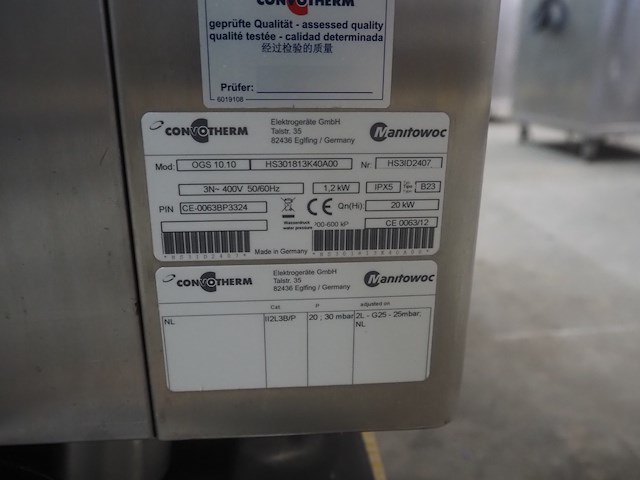 CONVOTHERM
geprüfte Qualität - assessed quality
qualité testée - calidad determinada
经过检验的质量
Prüfer:
6019108
CONVOTHERM
Elektrogeräte GmbH
Talstr. 35
82436 Eglfing / Germany
Manitowoc
Mod: OGS 10.10 HS301813K40A00 Nr: HS3ID2407
3N~ 400V 50/60Hz 1,2 kW IPX5 Type B23
PIN CE-0063BP3324 CE Qn(Hi): 20 kW
Wasserdruck
water pressure 200-600 kP CE 0063/12
Made in Germany
CONVOTHERM
Elektrogeräte GmbH
Talstr. 35
82436 Eglfing / Germany
Manitowoc
Cat. P adjusted on
NL II2L3B/P 20 ; 30 mbar 2L - G25 - 25mbar;
NL